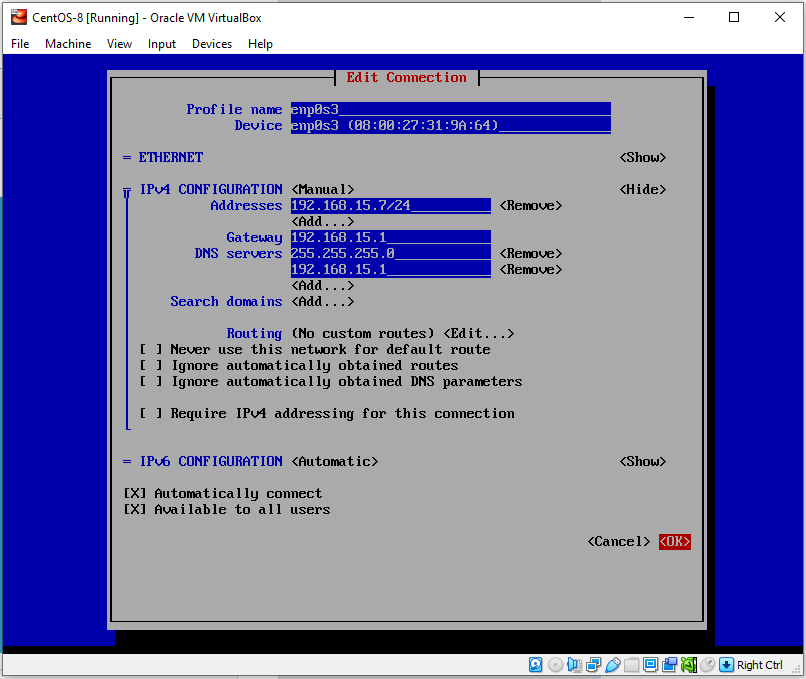 CentOS-8 [Running] - Oracle VM VirtualBox
File Machine View Input Devices Help
Edit Connection
Profile name enp0s3
Device enp0s3 (08:00:27:31:9A:64)
= ETHERNET <Show>
= IPv4 CONFIGURATION <Manual> <Hide>
Addresses 192.168.15.7/24 <Remove>
<Add...>
Gateway 192.168.15.1
DNS servers 255.255.255.0 <Remove>
192.168.15.1 <Remove>
<Add...>
Search domains <Add...>
Routing (No custom routes) <Edit...>
[ ] Never use this network for default route
[ ] Ignore automatically obtained routes
[ ] Ignore automatically obtained DNS parameters
[ ] Require IPv4 addressing for this connection
= IPv6 CONFIGURATION <Automatic> <Show>
[X] Automatically connect
[X] Available to all users
<Cancel> <OK>
Right Ctrl